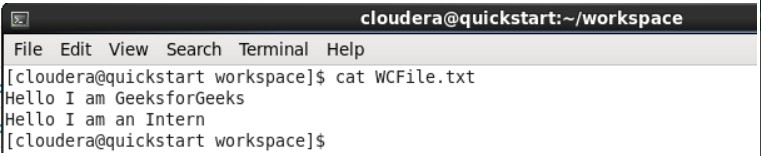 cloudera@quickstart:~/workspace
File Edit View Search Terminal Help
[cloudera@quickstart workspace]$ cat WCFile.txt
Hello I am GeeksforGeeks
Hello I am an Intern
[cloudera@quickstart workspace]$